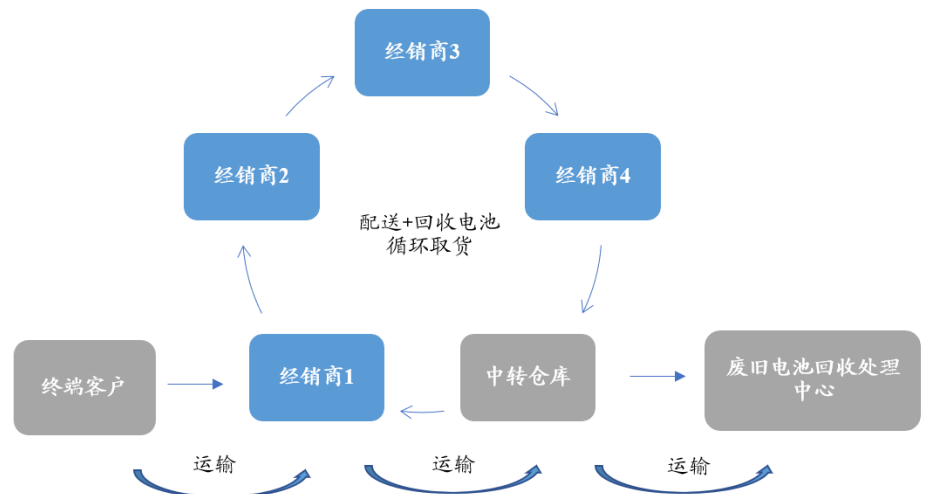 经销商3
经销商2
经销商4
配送+回收电池
循环取货
终端客户
经销商1
中转仓库
废旧电池回收处理
中心
运输
运输
运输